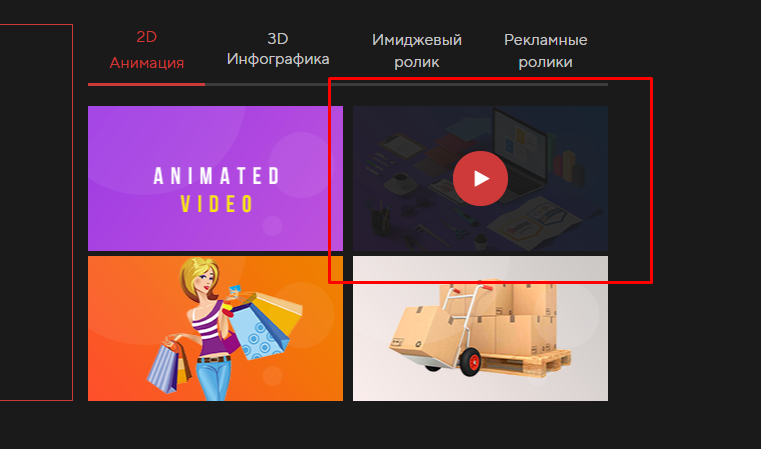 2D
Анимация
3D
Инфографика
Имиджевый
ролик
Рекламные
ролики
ANIMATED
VIDEO